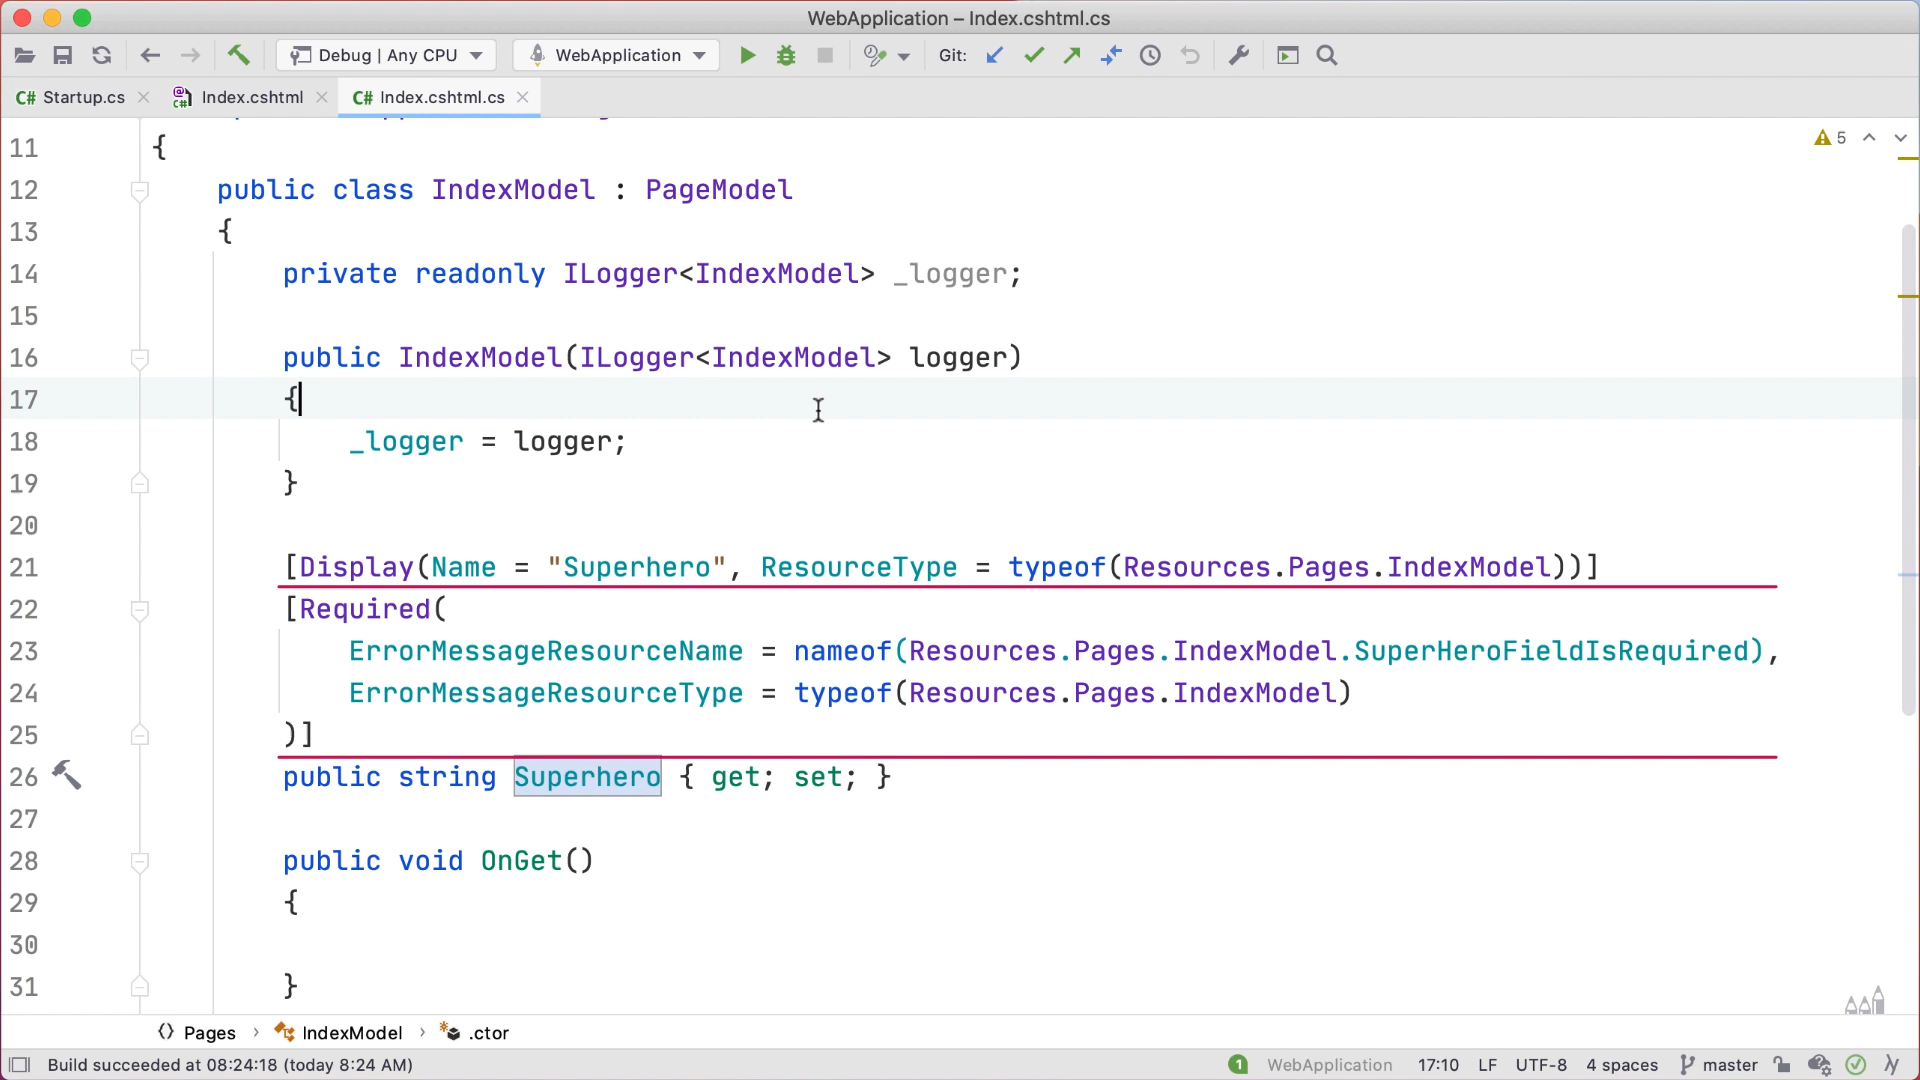 WebApplication – Index.cshtml.cs
Debug | Any CPU WebApplication Git:
C# Startup.cs Index.cshtml C# Index.cshtml.cs
5
11 {
12 public class IndexModel : PageModel
13 {
14 private readonly ILogger<IndexModel> _logger;
15
16 public IndexModel(ILogger<IndexModel> logger)
17 {
18 _logger = logger;
19 }
20
21 [Display(Name = "Superhero", ResourceType = typeof(Resources.Pages.IndexModel))]
22 [Required(
23 ErrorMessageResourceName = nameof(Resources.Pages.IndexModel.SuperHeroFieldIsRequired),
24 ErrorMessageResourceType = typeof(Resources.Pages.IndexModel)
25 )]
26 public string Superhero { get; set; }
27
28 public void OnGet()
29 {
30
31 }
Pages › IndexModel › .ctor
Build succeeded at 08:24:18 (today 8:24 AM) 1 WebApplication 17:10 LF UTF-8 4 spaces master